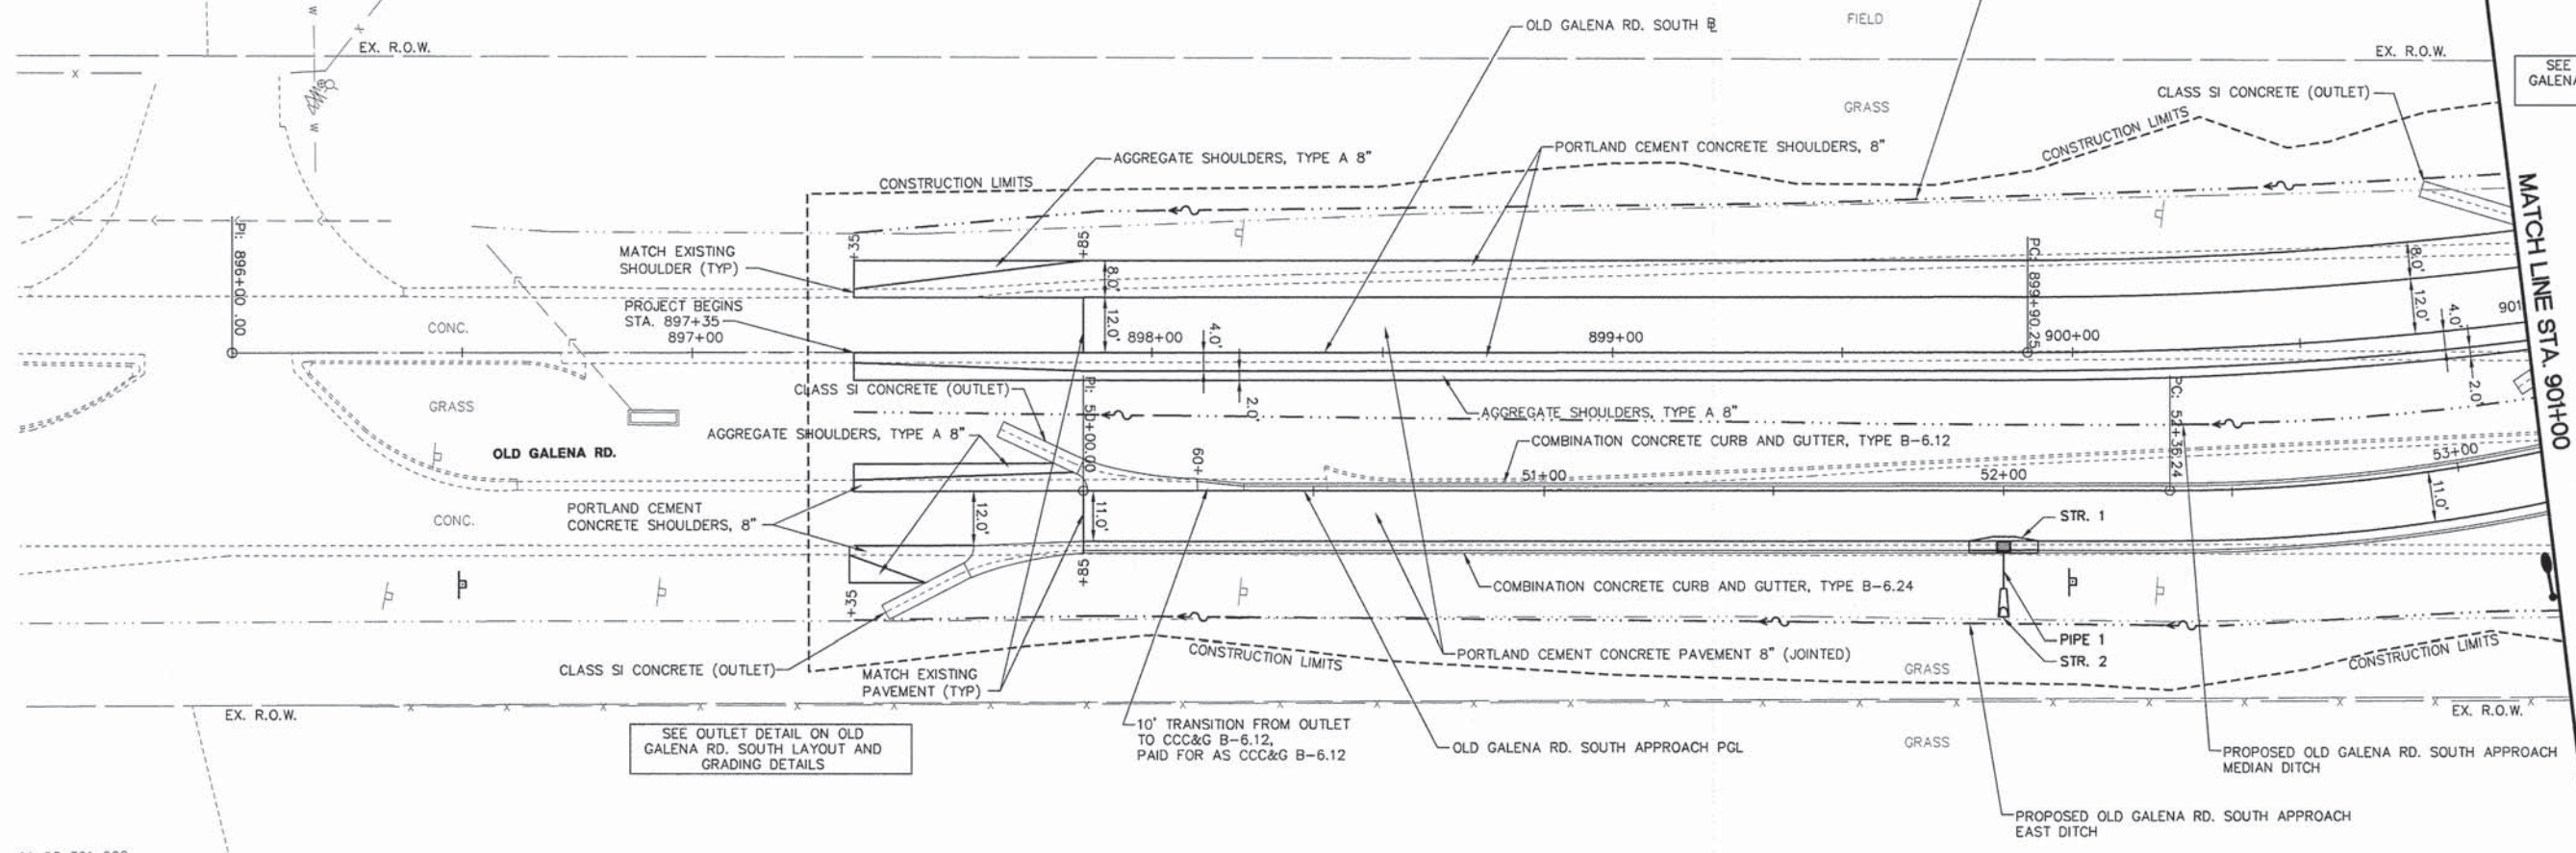 W
X
EX. R.O.W.
X
W
OLD GALENA RD. SOUTH ⅊
FIELD
EX. R.O.W.
SEE
GALENA
GRASS
CLASS SI CONCRETE (OUTLET)
CONSTRUCTION LIMITS
AGGREGATE SHOULDERS, TYPE A 8"
PORTLAND CEMENT CONCRETE SHOULDERS, 8"
CONSTRUCTION LIMITS
MATCH LINE STA. 901+00
PI: 896+00.00
MATCH EXISTING
SHOULDER (TYP)
+35
+85
8.0'
PC: 899+90.25
8.0'
PROJECT BEGINS
STA. 897+35
897+00
CONC.
12.0'
898+00
4.0'
899+00
900+00
12.0'
4.0'
901
CLASS SI CONCRETE (OUTLET)
PI: 50+00.00
2.0'
PC: 52+36.24
2.0'
GRASS
AGGREGATE SHOULDERS, TYPE A 8"
AGGREGATE SHOULDERS, TYPE A 8"
OLD GALENA RD.
COMBINATION CONCRETE CURB AND GUTTER, TYPE B-6.12
+09
51+00
52+00
53+00
PORTLAND CEMENT
CONCRETE SHOULDERS, 8"
CONC.
12.0'
11.0'
11.0'
STR. 1
+85
+35
COMBINATION CONCRETE CURB AND GUTTER, TYPE B-6.24
PIPE 1
STR. 2
CLASS SI CONCRETE (OUTLET)
MATCH EXISTING
PAVEMENT (TYP)
CONSTRUCTION LIMITS
PORTLAND CEMENT CONCRETE PAVEMENT 8" (JOINTED)
GRASS
CONSTRUCTION LIMITS
EX. R.O.W.
EX. R.O.W.
SEE OUTLET DETAIL ON OLD
GALENA RD. SOUTH LAYOUT AND
GRADING DETAILS
10' TRANSITION FROM OUTLET
TO CCC&G B-6.12,
PAID FOR AS CCC&G B-6.12
OLD GALENA RD. SOUTH APPROACH PGL
GRASS
PROPOSED OLD GALENA RD. SOUTH APPROACH
MEDIAN DITCH
PROPOSED OLD GALENA RD. SOUTH APPROACH
EAST DITCH